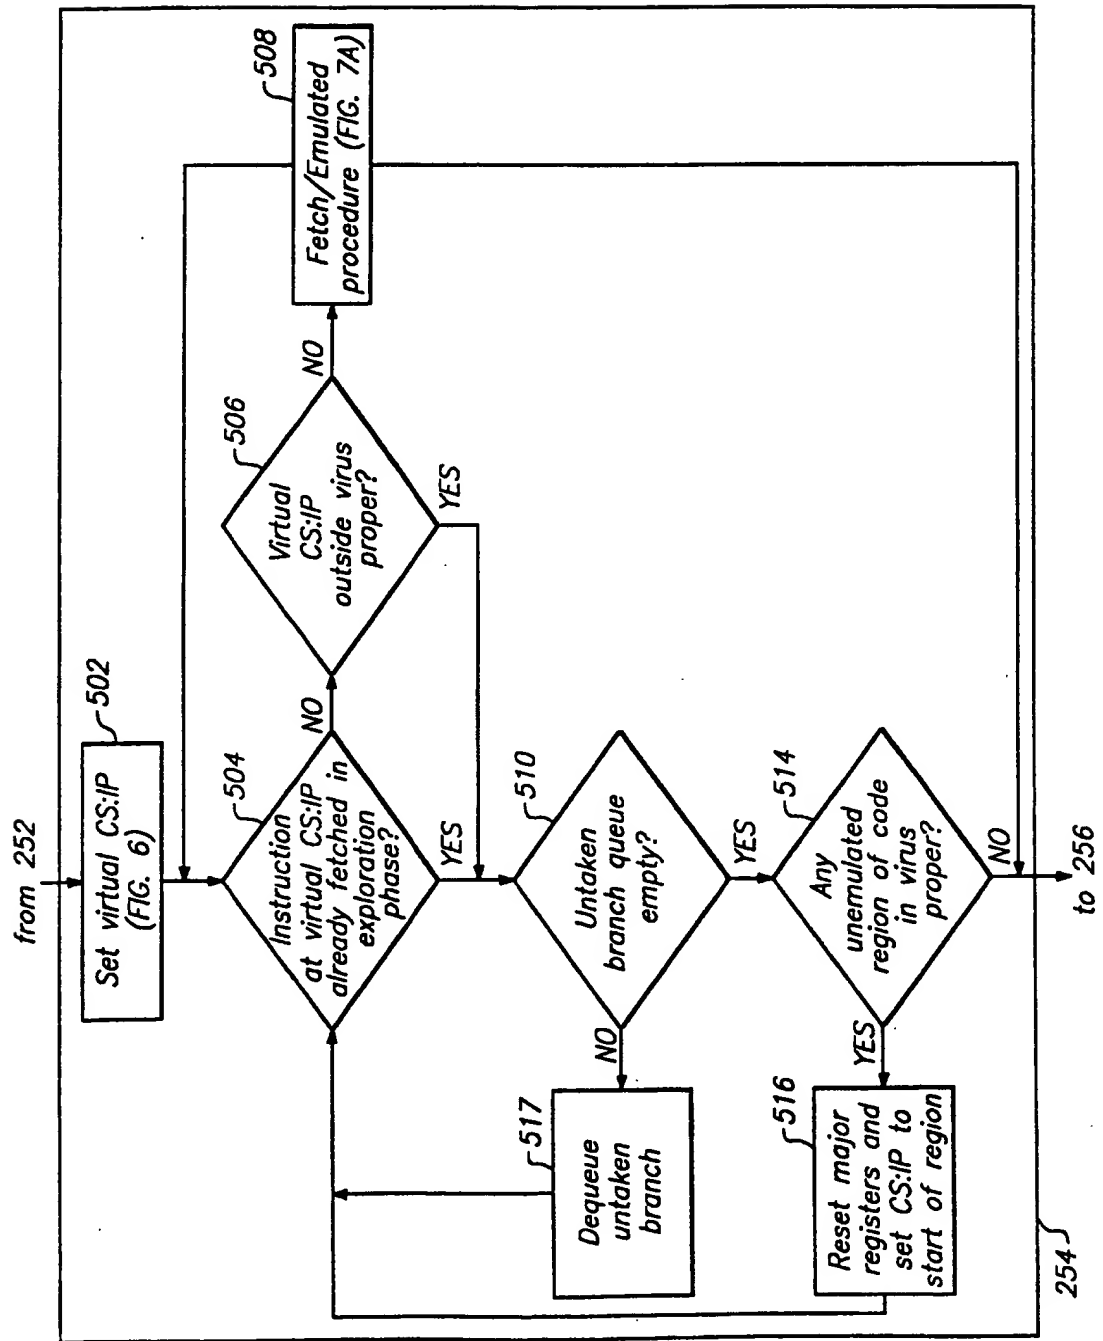 from 252
502
Set virtual CS:IP
(FIG. 6)
504
Instruction
at virtual CS:IP
already fetched in
exploration
phase?
NO
YES
506
Virtual
CS:IP
outside virus
proper?
NO
YES
508
Fetch/Emulated
procedure (FIG. 7A)
510
Untaken
branch queue
empty?
NO
YES
517
Dequeue
untaken
branch
514
Any
unemulated
region of code
in virus
proper?
YES
NO
516
Reset major
registers and
set CS:IP to
start of region
254
to 256